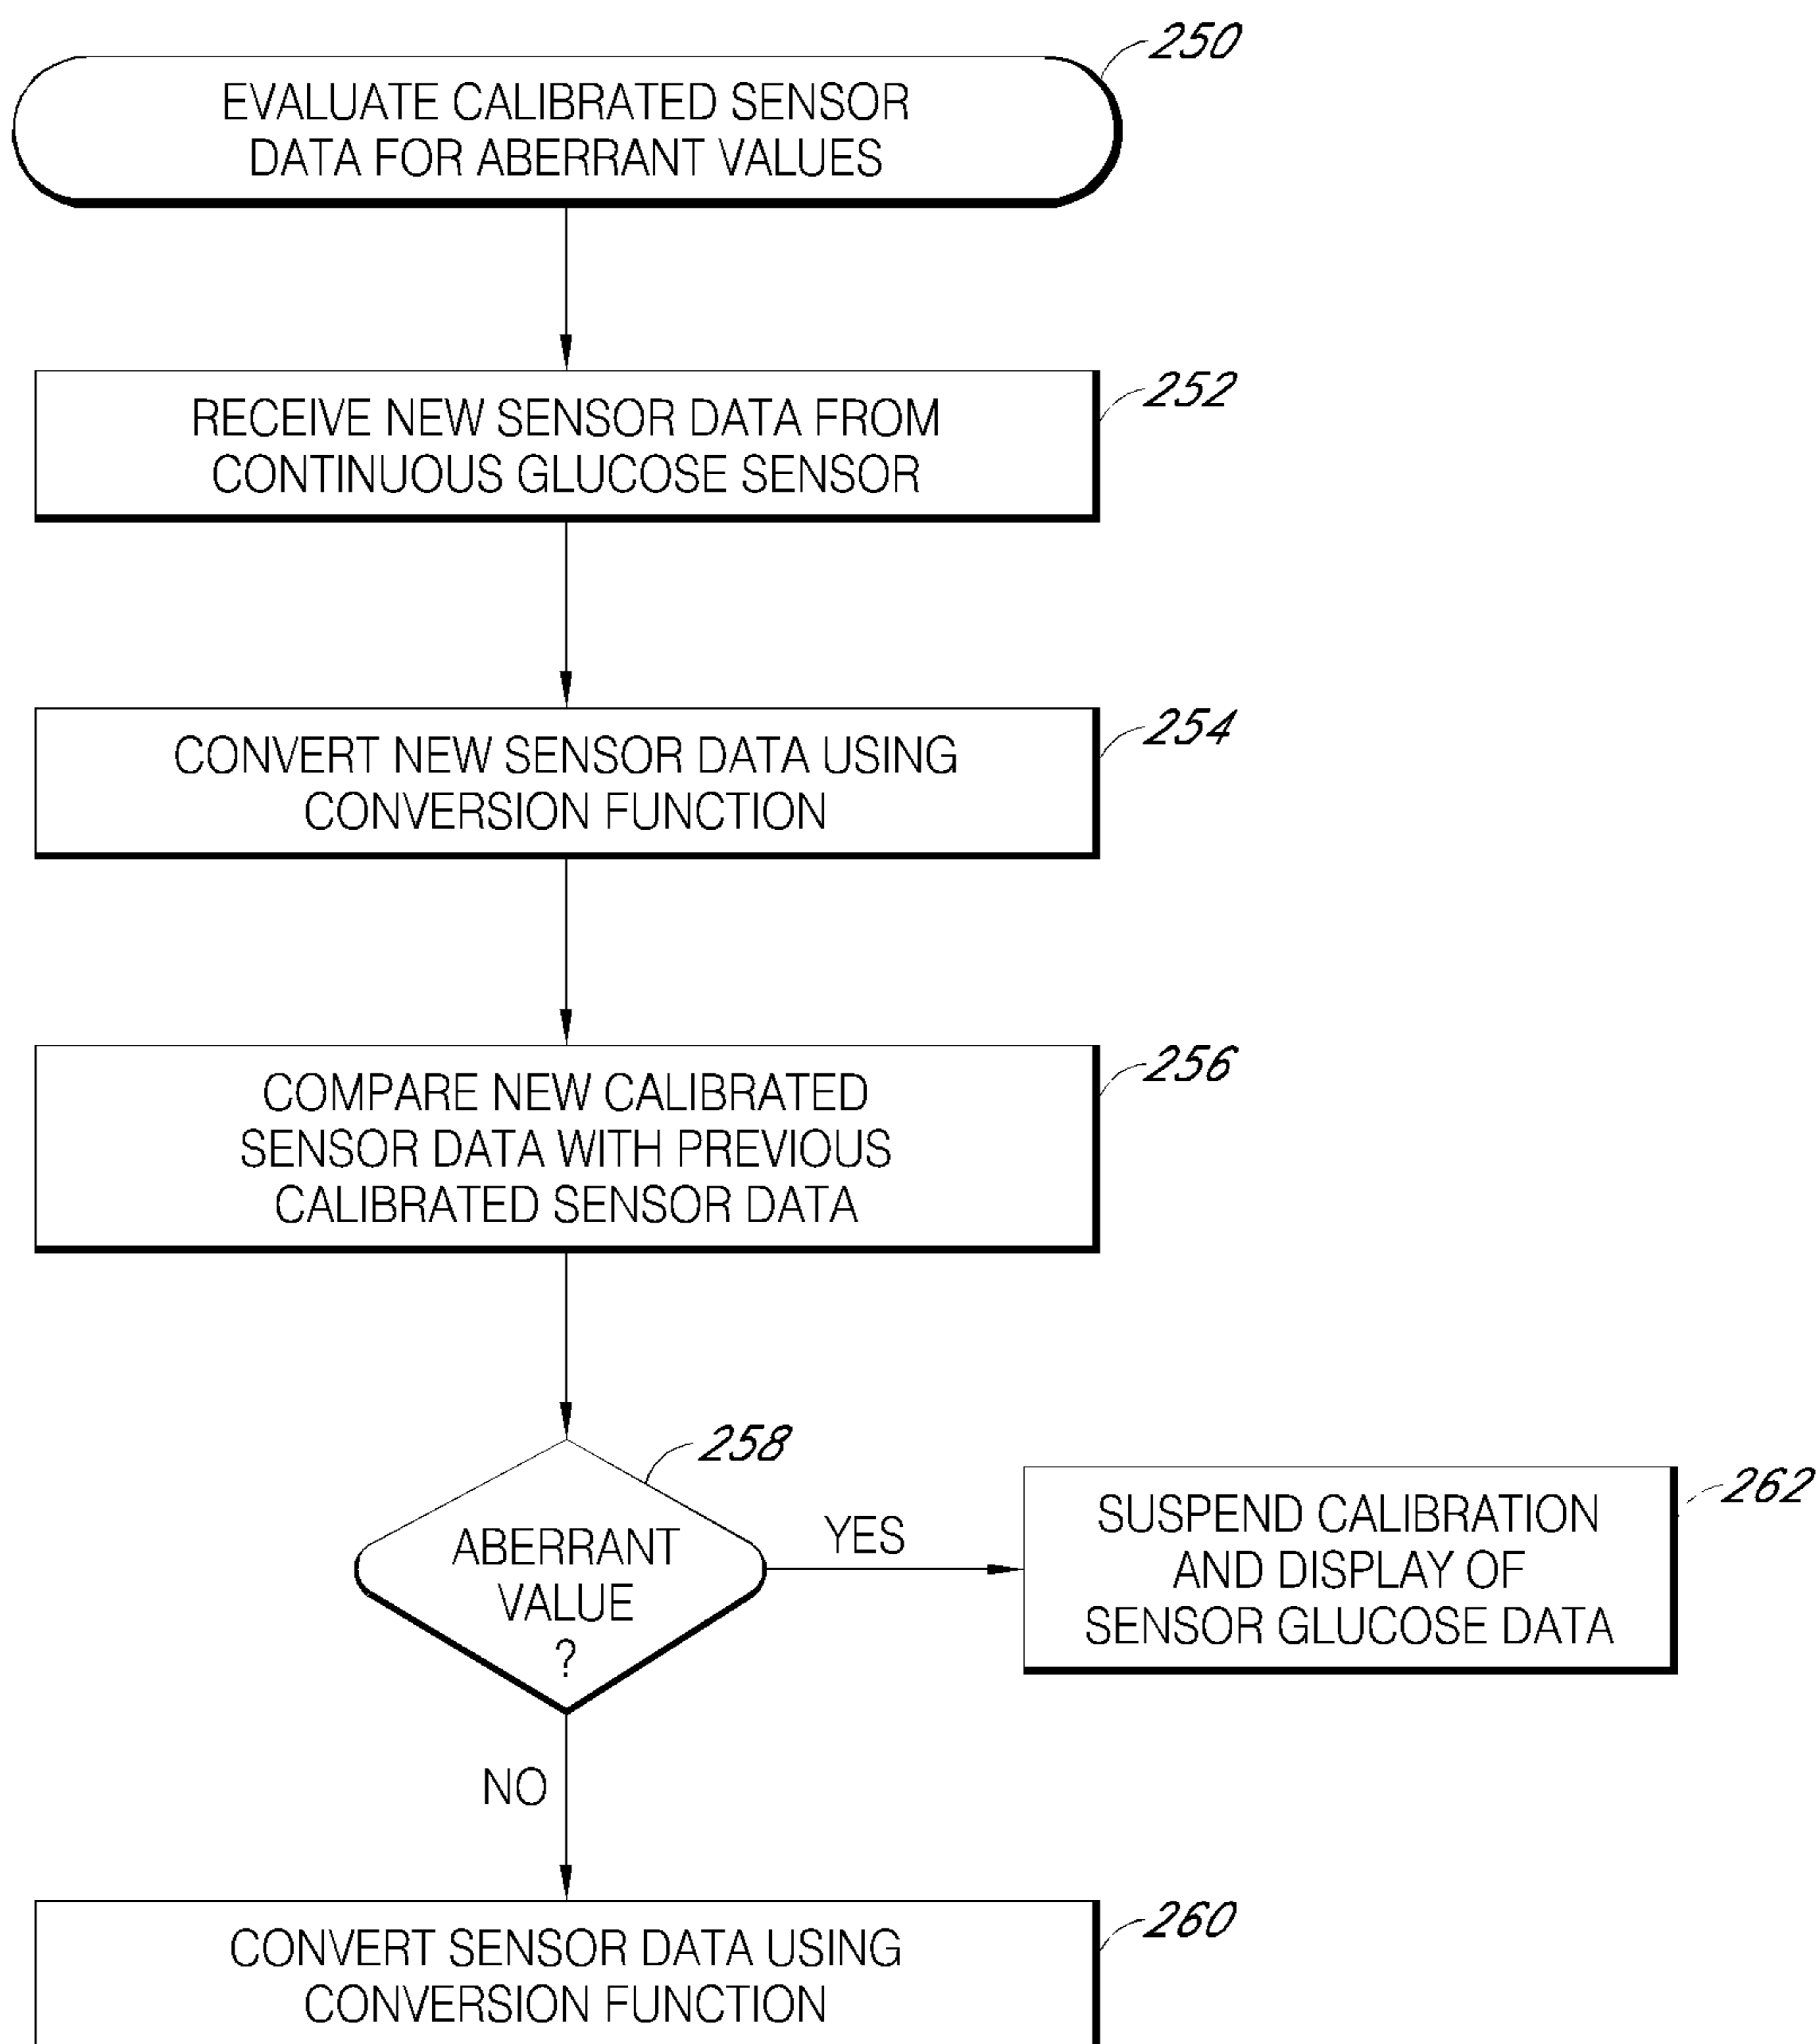 250
EVALUATE CALIBRATED SENSOR
DATA FOR ABERRANT VALUES
252
RECEIVE NEW SENSOR DATA FROM
CONTINUOUS GLUCOSE SENSOR
254
CONVERT NEW SENSOR DATA USING
CONVERSION FUNCTION
256
COMPARE NEW CALIBRATED
SENSOR DATA WITH PREVIOUS
CALIBRATED SENSOR DATA
258
ABERRANT
VALUE
?
YES
262
SUSPEND CALIBRATION
AND DISPLAY OF
SENSOR GLUCOSE DATA
NO
260
CONVERT SENSOR DATA USING
CONVERSION FUNCTION